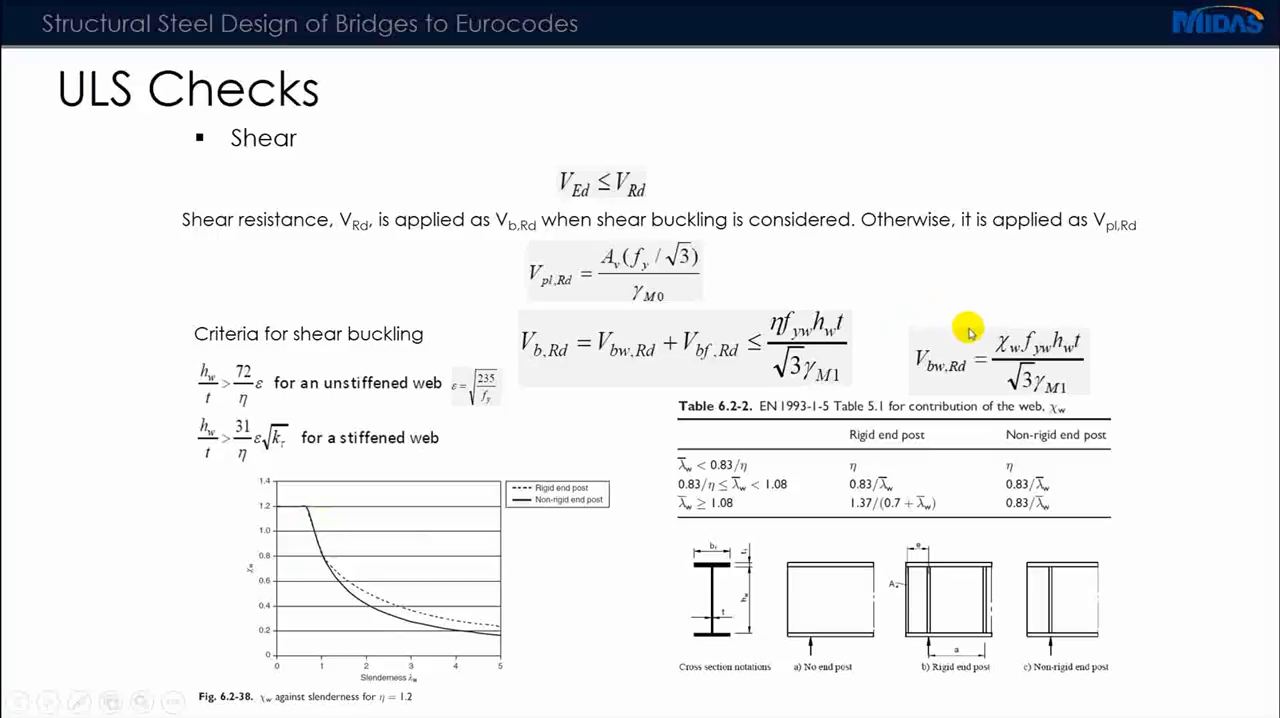 Structural Steel Design of Bridges to Eurocodes
MIDAS
ULS Checks
▪ Shear
V_Ed ≤ V_Rd
Shear resistance, V_Rd, is applied as V_b,Rd when shear buckling is considered. Otherwise, it is applied as V_pl,Rd
V_pl,Rd = A_v(f_y / √3) / γ_M0
Criteria for shear buckling
V_b,Rd = V_bw,Rd + V_bf,Rd ≤ ηf_yw h_w t / √3 γ_M1
V_bw,Rd = χ_w f_yw h_w t / √3 γ_M1
h_w / t > 72 / η ε for an unstiffened web ε = √(235 / f_y)
h_w / t > 31 / η ε√k_τ for a stiffened web
Table 6.2-2. EN 1993-1-5 Table 5.1 for contribution of the web, χ_w
Rigid end post Non-rigid end post
λ̄_w < 0.83/η η η
0.83/η ≤ λ̄_w < 1.08 0.83/λ̄_w 0.83/λ̄_w
λ̄_w ≥ 1.08 1.37/(0.7 + λ̄_w) 0.83/λ̄_w
Rigid end post
Non-rigid end post
1.4
1.2
1.0
0.8
0.6
0.4
0.2
0
χ_w
0 1 2 3 4 5
Slenderness λ_w
Fig. 6.2-38. χ_w against slenderness for η = 1.2
b_f t_f h_w t
e A_e a
Cross section notations a) No end post b) Rigid end post c) Non-rigid end post